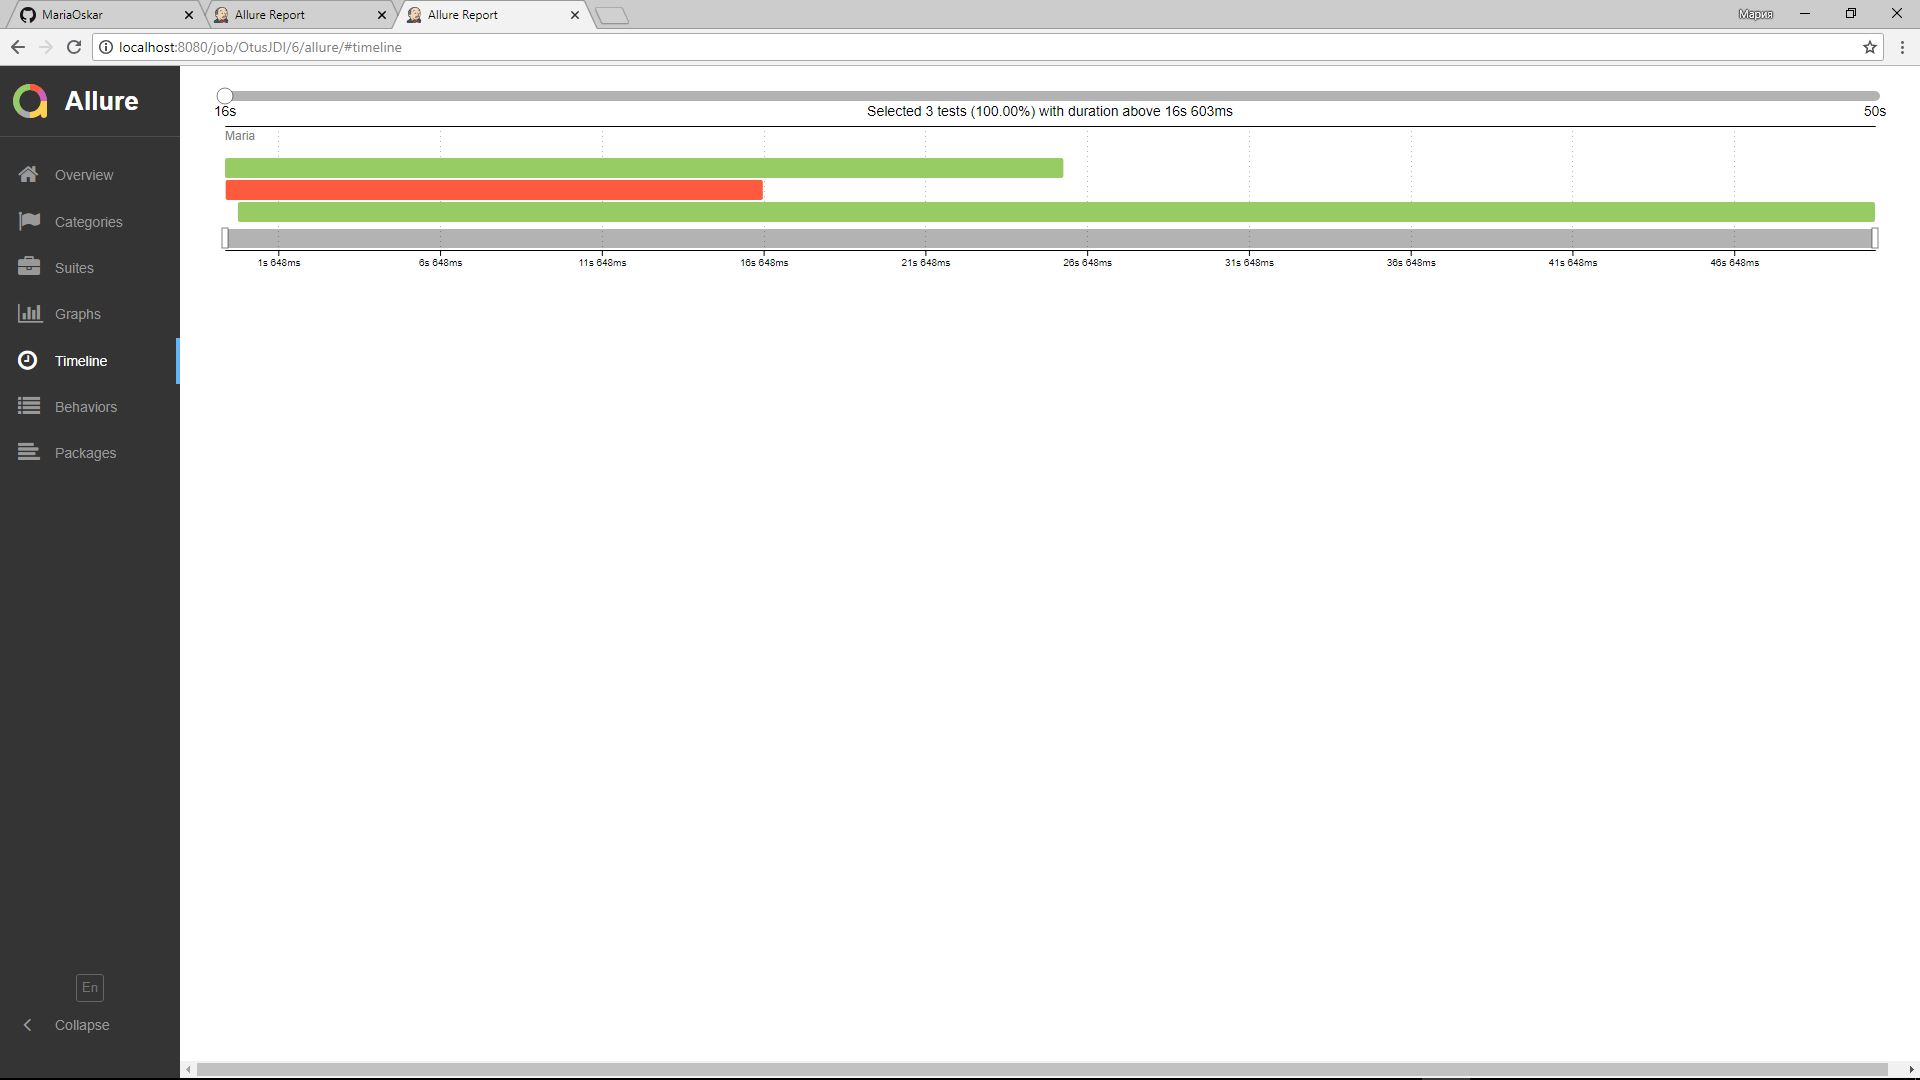 MariaOskar
Allure Report
Allure Report
Мария
localhost:8080/job/OtusJDI/6/allure/#timeline
Allure
Overview
Categories
Suites
Graphs
Timeline
Behaviors
Packages
En
Collapse
16s Selected 3 tests (100.00%) with duration above 16s 603ms 50s
Maria
1s 648ms 6s 648ms 11s 648ms 16s 648ms 21s 648ms 26s 648ms 31s 648ms 36s 648ms 41s 648ms 46s 648ms